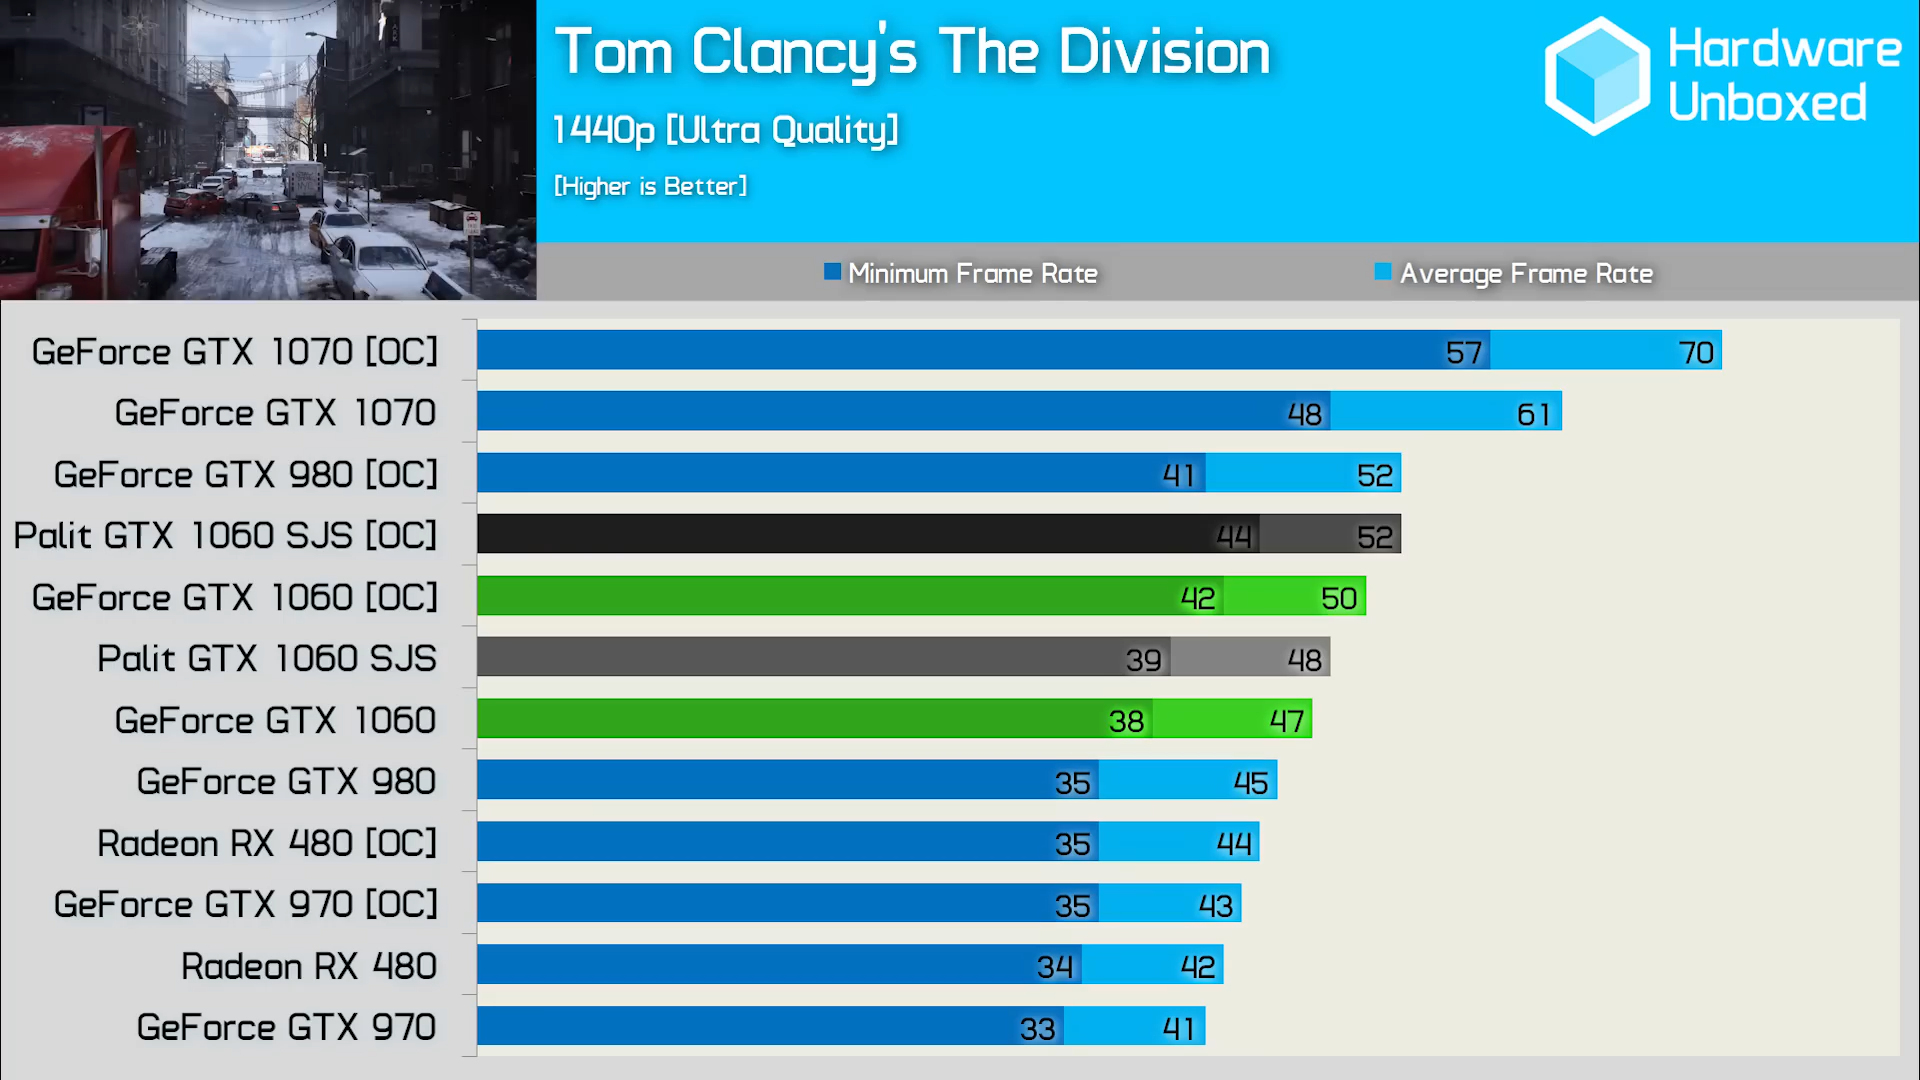 Tom Clancy's The Division
Hardware
Unboxed
1440p [Ultra Quality]
[Higher is Better]
Minimum Frame Rate
Average Frame Rate
GeForce GTX 1070 [OC] 57 70
GeForce GTX 1070 48 61
GeForce GTX 980 [OC] 41 52
Palit GTX 1060 SJS [OC] 44 52
GeForce GTX 1060 [OC] 42 50
Palit GTX 1060 SJS 39 48
GeForce GTX 1060 38 47
GeForce GTX 980 35 45
Radeon RX 480 [OC] 35 44
GeForce GTX 970 [OC] 35 43
Radeon RX 480 34 42
GeForce GTX 970 33 41